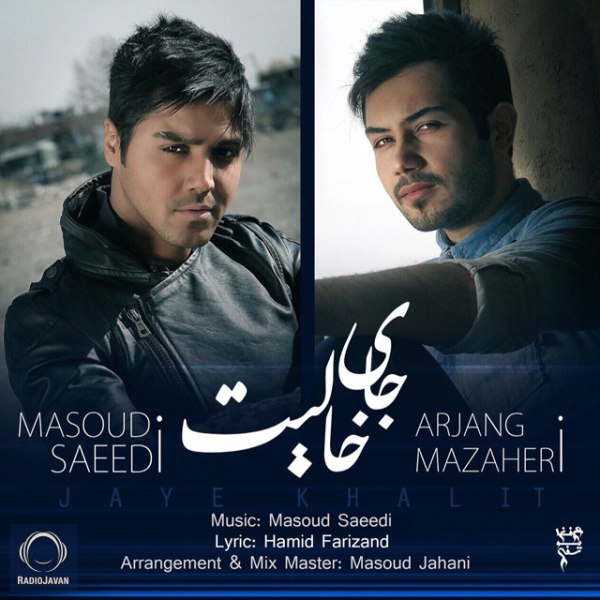 MASOUD
SAEEDi
جای
خالیت
ARJANG
MAZAHERi
JAYE KHALIT
Music: Masoud Saeedi
Lyric: Hamid Farizand
Arrangement & Mix Master: Masoud Jahani
RADIOJAVAN